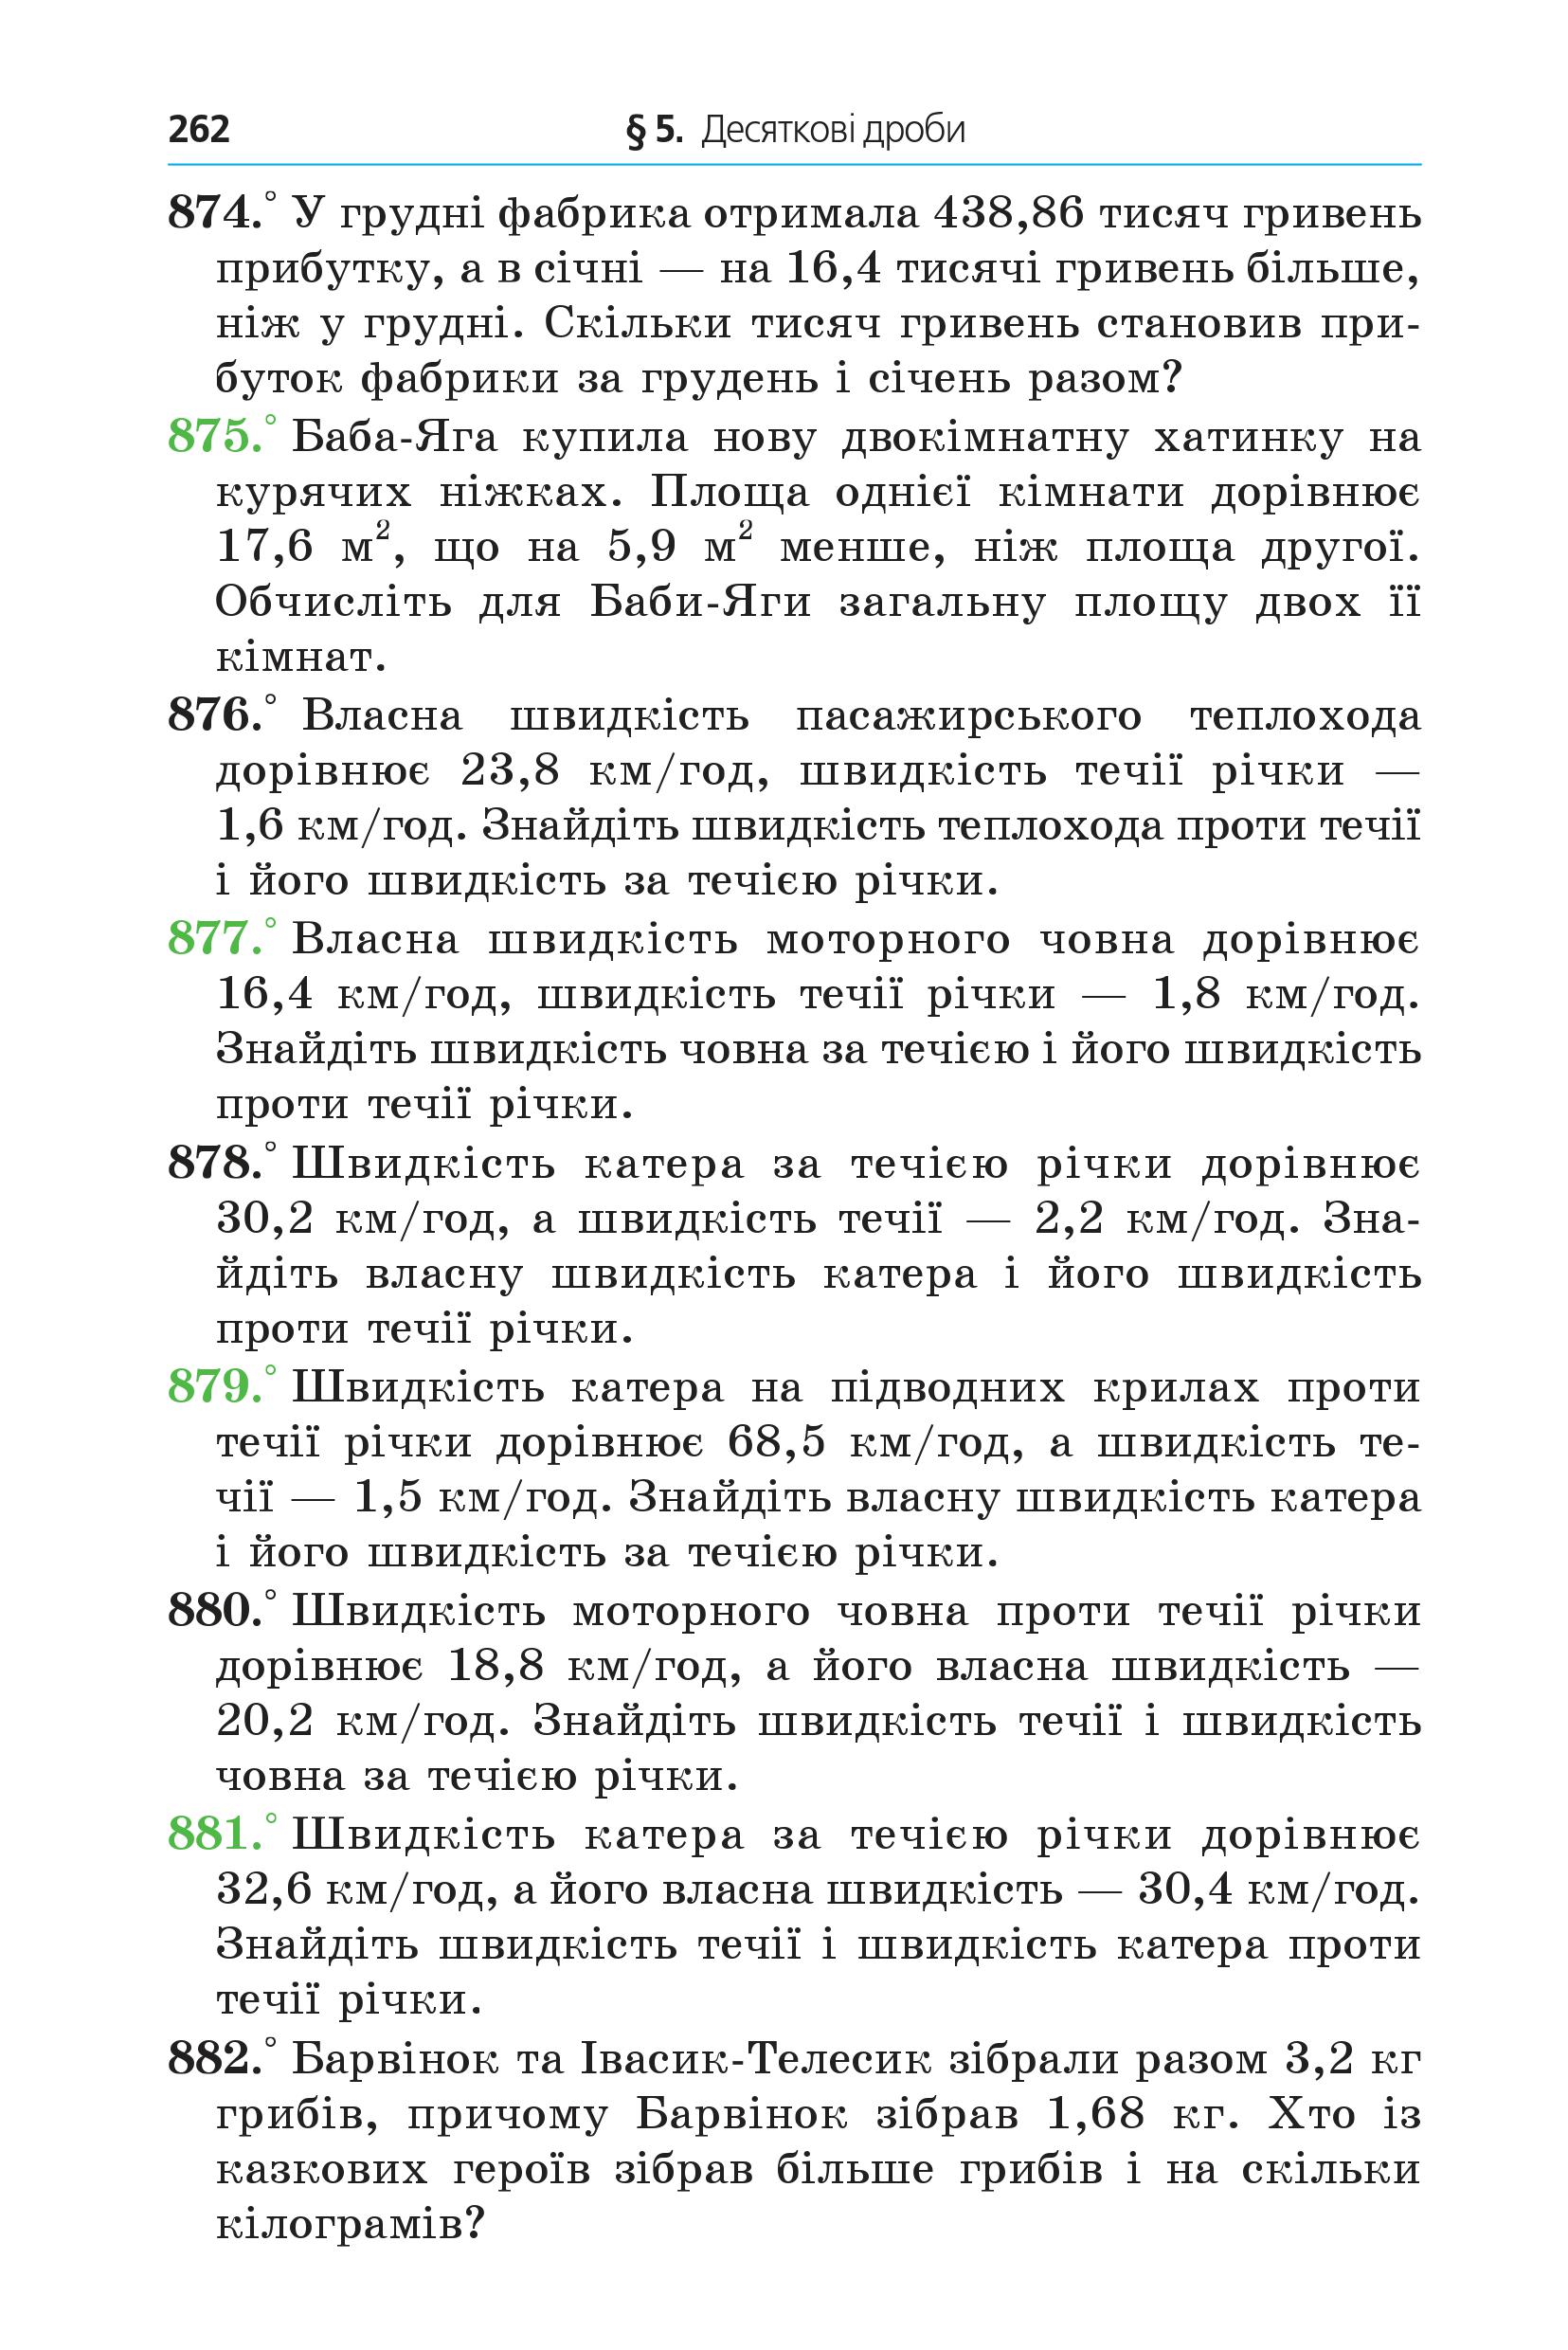 262 § 5. Десяткові дроби
874.° У грудні фабрика отримала 438,86 тисяч гривень
прибутку, а в січні — на 16,4 тисячі гривень більше,
ніж у грудні. Скільки тисяч гривень становив при-
буток фабрики за грудень і січень разом?
875.° Баба-Яга купила нову двокімнатну хатинку на
курячих ніжках. Площа однієї кімнати дорівнює
17,6 м², що на 5,9 м² менше, ніж площа другої.
Обчисліть для Баби-Яги загальну площу двох її
кімнат.
876.° Власна швидкість пасажирського теплохода
дорівнює 23,8 км/год, швидкість течії річки —
1,6 км/год. Знайдіть швидкість теплохода проти течії
і його швидкість за течією річки.
877.° Власна швидкість моторного човна дорівнює
16,4 км/год, швидкість течії річки — 1,8 км/год.
Знайдіть швидкість човна за течією і його швидкість
проти течії річки.
878.° Швидкість катера за течією річки дорівнює
30,2 км/год, а швидкість течії — 2,2 км/год. Зна-
йдіть власну швидкість катера і його швидкість
проти течії річки.
879.° Швидкість катера на підводних крилах проти
течії річки дорівнює 68,5 км/год, а швидкість те-
чії — 1,5 км/год. Знайдіть власну швидкість катера
і його швидкість за течією річки.
880.° Швидкість моторного човна проти течії річки
дорівнює 18,8 км/год, а його власна швидкість —
20,2 км/год. Знайдіть швидкість течії і швидкість
човна за течією річки.
881.° Швидкість катера за течією річки дорівнює
32,6 км/год, а його власна швидкість — 30,4 км/год.
Знайдіть швидкість течії і швидкість катера проти
течії річки.
882.° Барвінок та Івасик-Телесик зібрали разом 3,2 кг
грибів, причому Барвінок зібрав 1,68 кг. Хто із
казкових героїв зібрав більше грибів і на скільки
кілограмів?